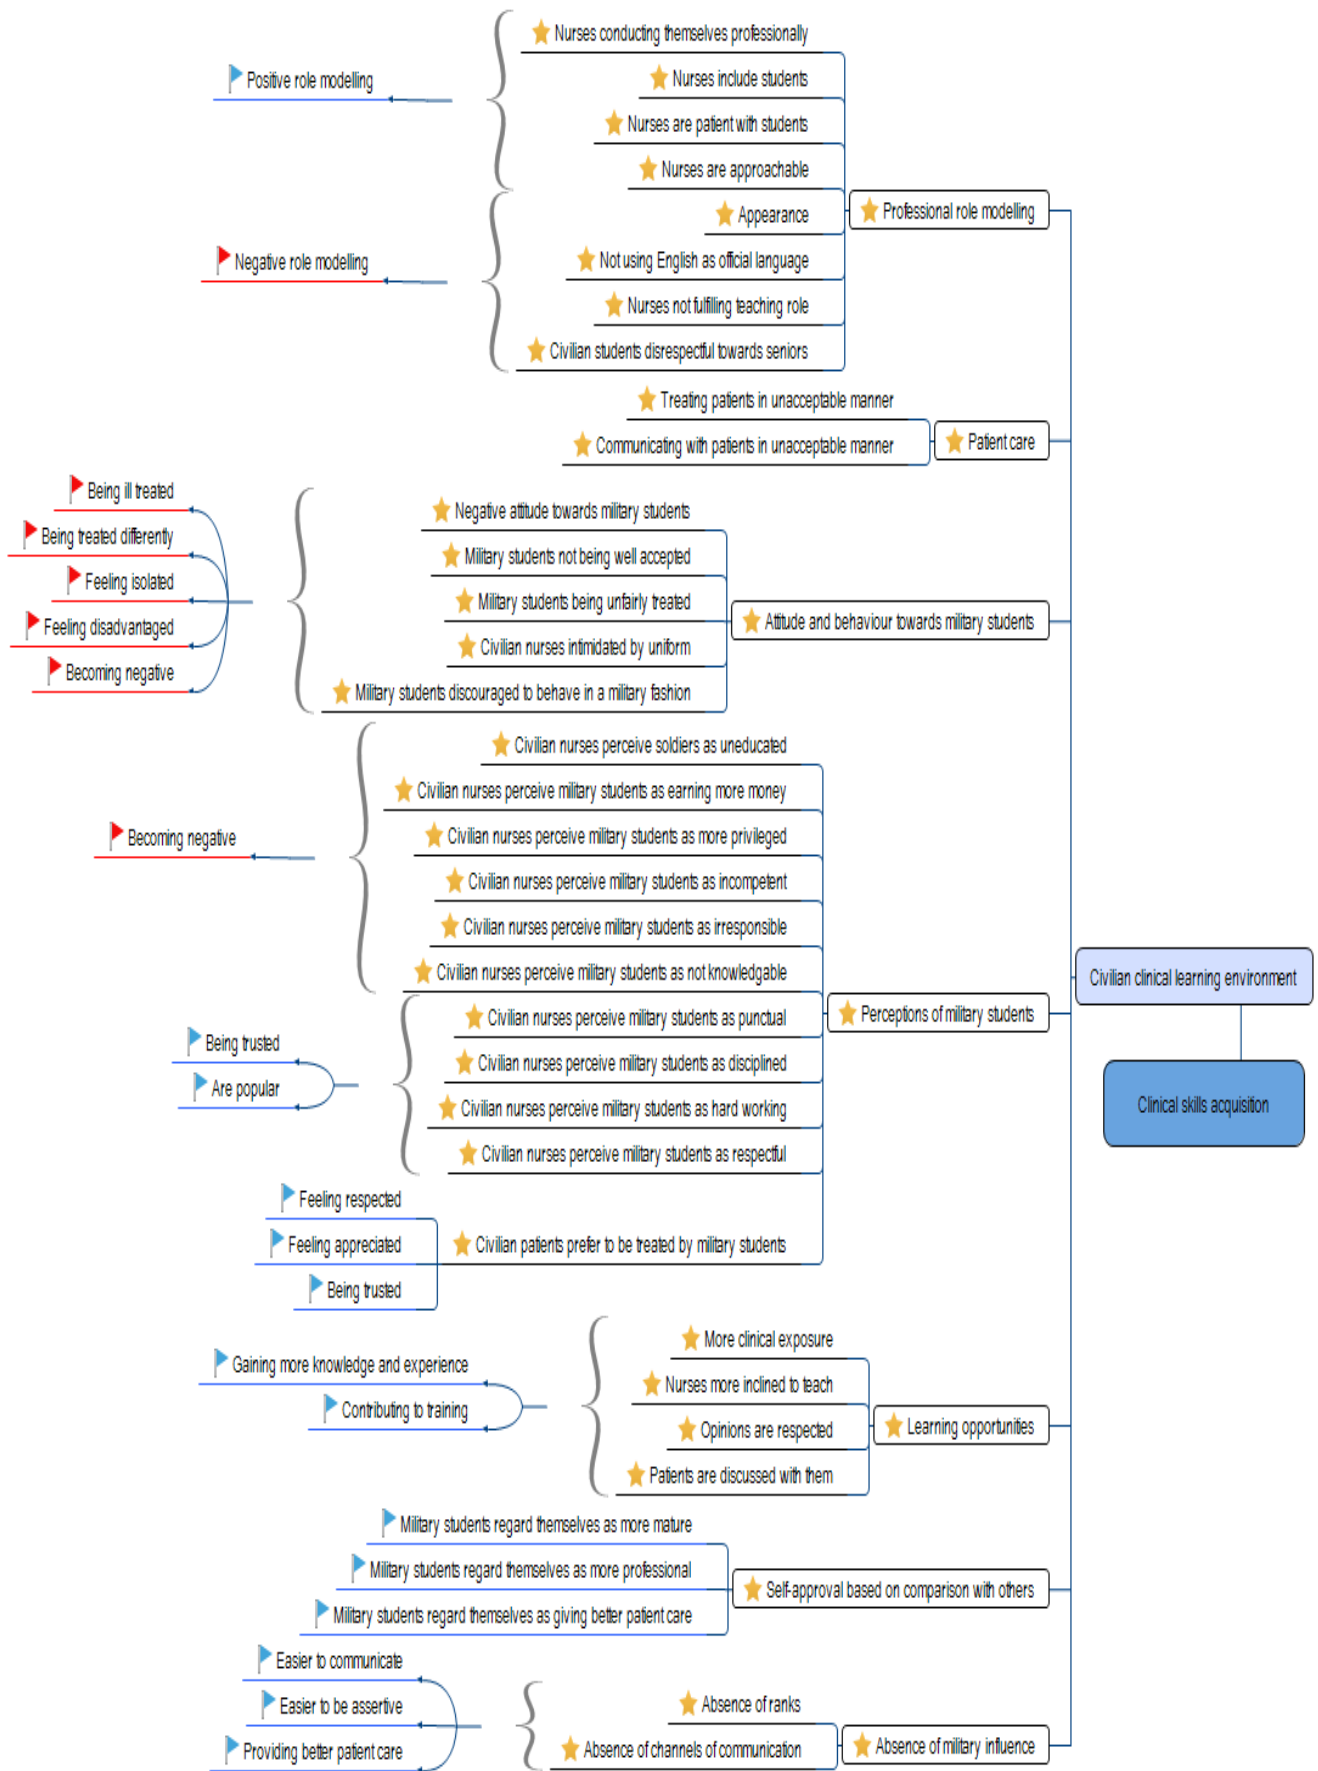 Nurses conducting themselves professionally
Positive role modelling
Nurses include students
Nurses are patient with students
Nurses are approachable
Professional role modelling
Appearance
Negative role modelling
Not using English as official language
Nurses not fulfilling teaching role
Civilian students disrespectful towards seniors
Treating patients in unacceptable manner
Communicating with patients in unacceptable manner
Patient care
Being ill treated
Being treated differently
Feeling isolated
Feeling disadvantaged
Becoming negative
Negative attitude towards military students
Military students not being well accepted
Military students being unfairly treated
Civilian nurses intimidated by uniform
Military students discouraged to behave in a military fashion
Attitude and behaviour towards military students
Civilian nurses perceive soldiers as uneducated
Civilian nurses perceive military students as earning more money
Civilian nurses perceive military students as more privileged
Becoming negative
Civilian nurses perceive military students as incompetent
Civilian nurses perceive military students as irresponsible
Civilian nurses perceive military students as not knowledgable
Civilian clinical learning environment
Perceptions of military students
Civilian nurses perceive military students as punctual
Being trusted
Are popular
Civilian nurses perceive military students as disciplined
Civilian nurses perceive military students as hard working
Civilian nurses perceive military students as respectful
Clinical skills acquisition
Feeling respected
Feeling appreciated
Being trusted
Civilian patients prefer to be treated by military students
More clinical exposure
Gaining more knowledge and experience
Nurses more inclined to teach
Contributing to training
Opinions are respected
Learning opportunities
Patients are discussed with them
Military students regard themselves as more mature
Military students regard themselves as more professional
Military students regard themselves as giving better patient care
Self-approval based on comparison with others
Easier to communicate
Easier to be assertive
Providing better patient care
Absence of ranks
Absence of channels of communication
Absence of military influence